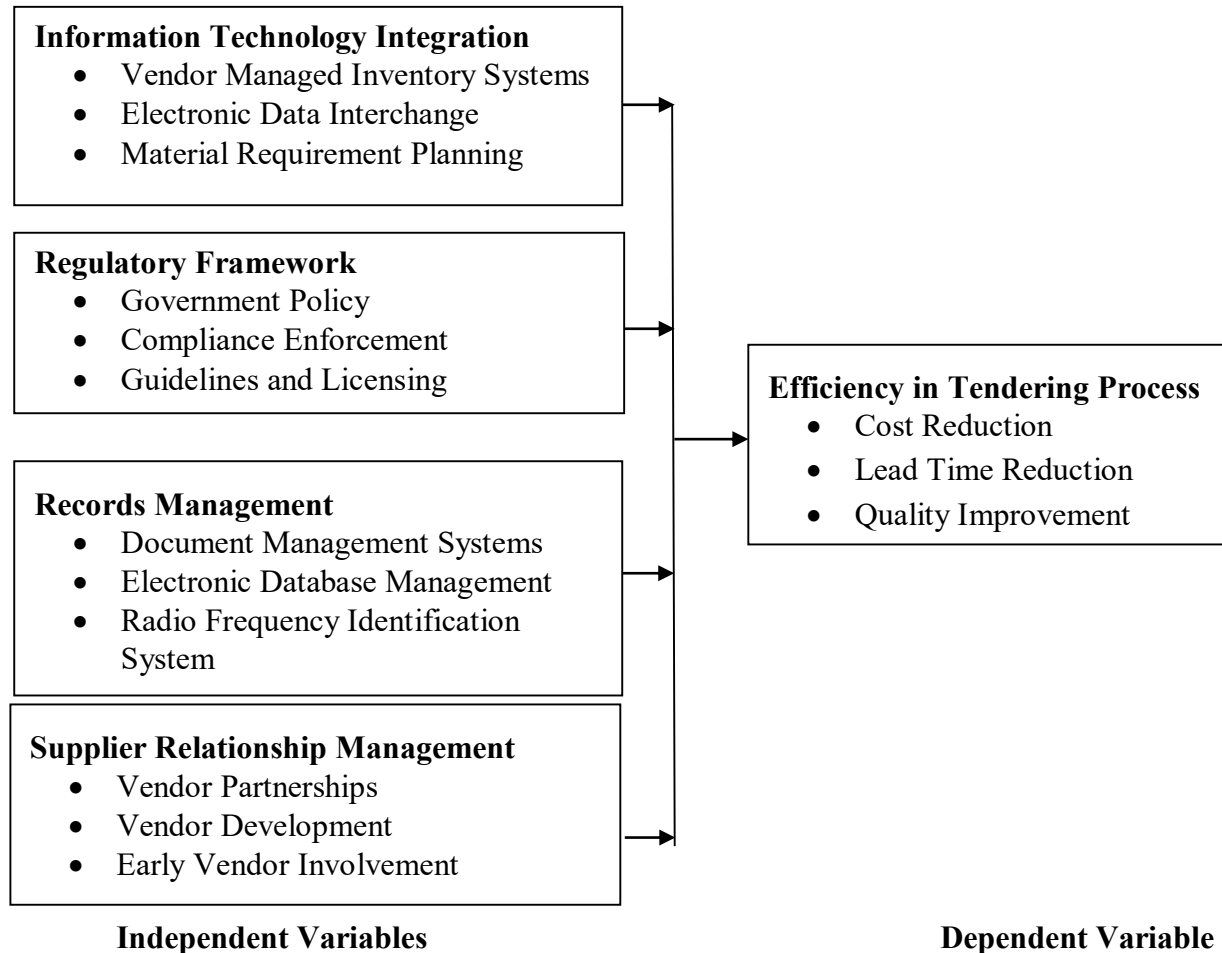 Information Technology Integration
• Vendor Managed Inventory Systems
• Electronic Data Interchange
• Material Requirement Planning
Regulatory Framework
• Government Policy
• Compliance Enforcement
• Guidelines and Licensing
Records Management
• Document Management Systems
• Electronic Database Management
• Radio Frequency Identification
System
Supplier Relationship Management
• Vendor Partnerships
• Vendor Development
• Early Vendor Involvement
Efficiency in Tendering Process
• Cost Reduction
• Lead Time Reduction
• Quality Improvement
Independent Variables
Dependent Variable